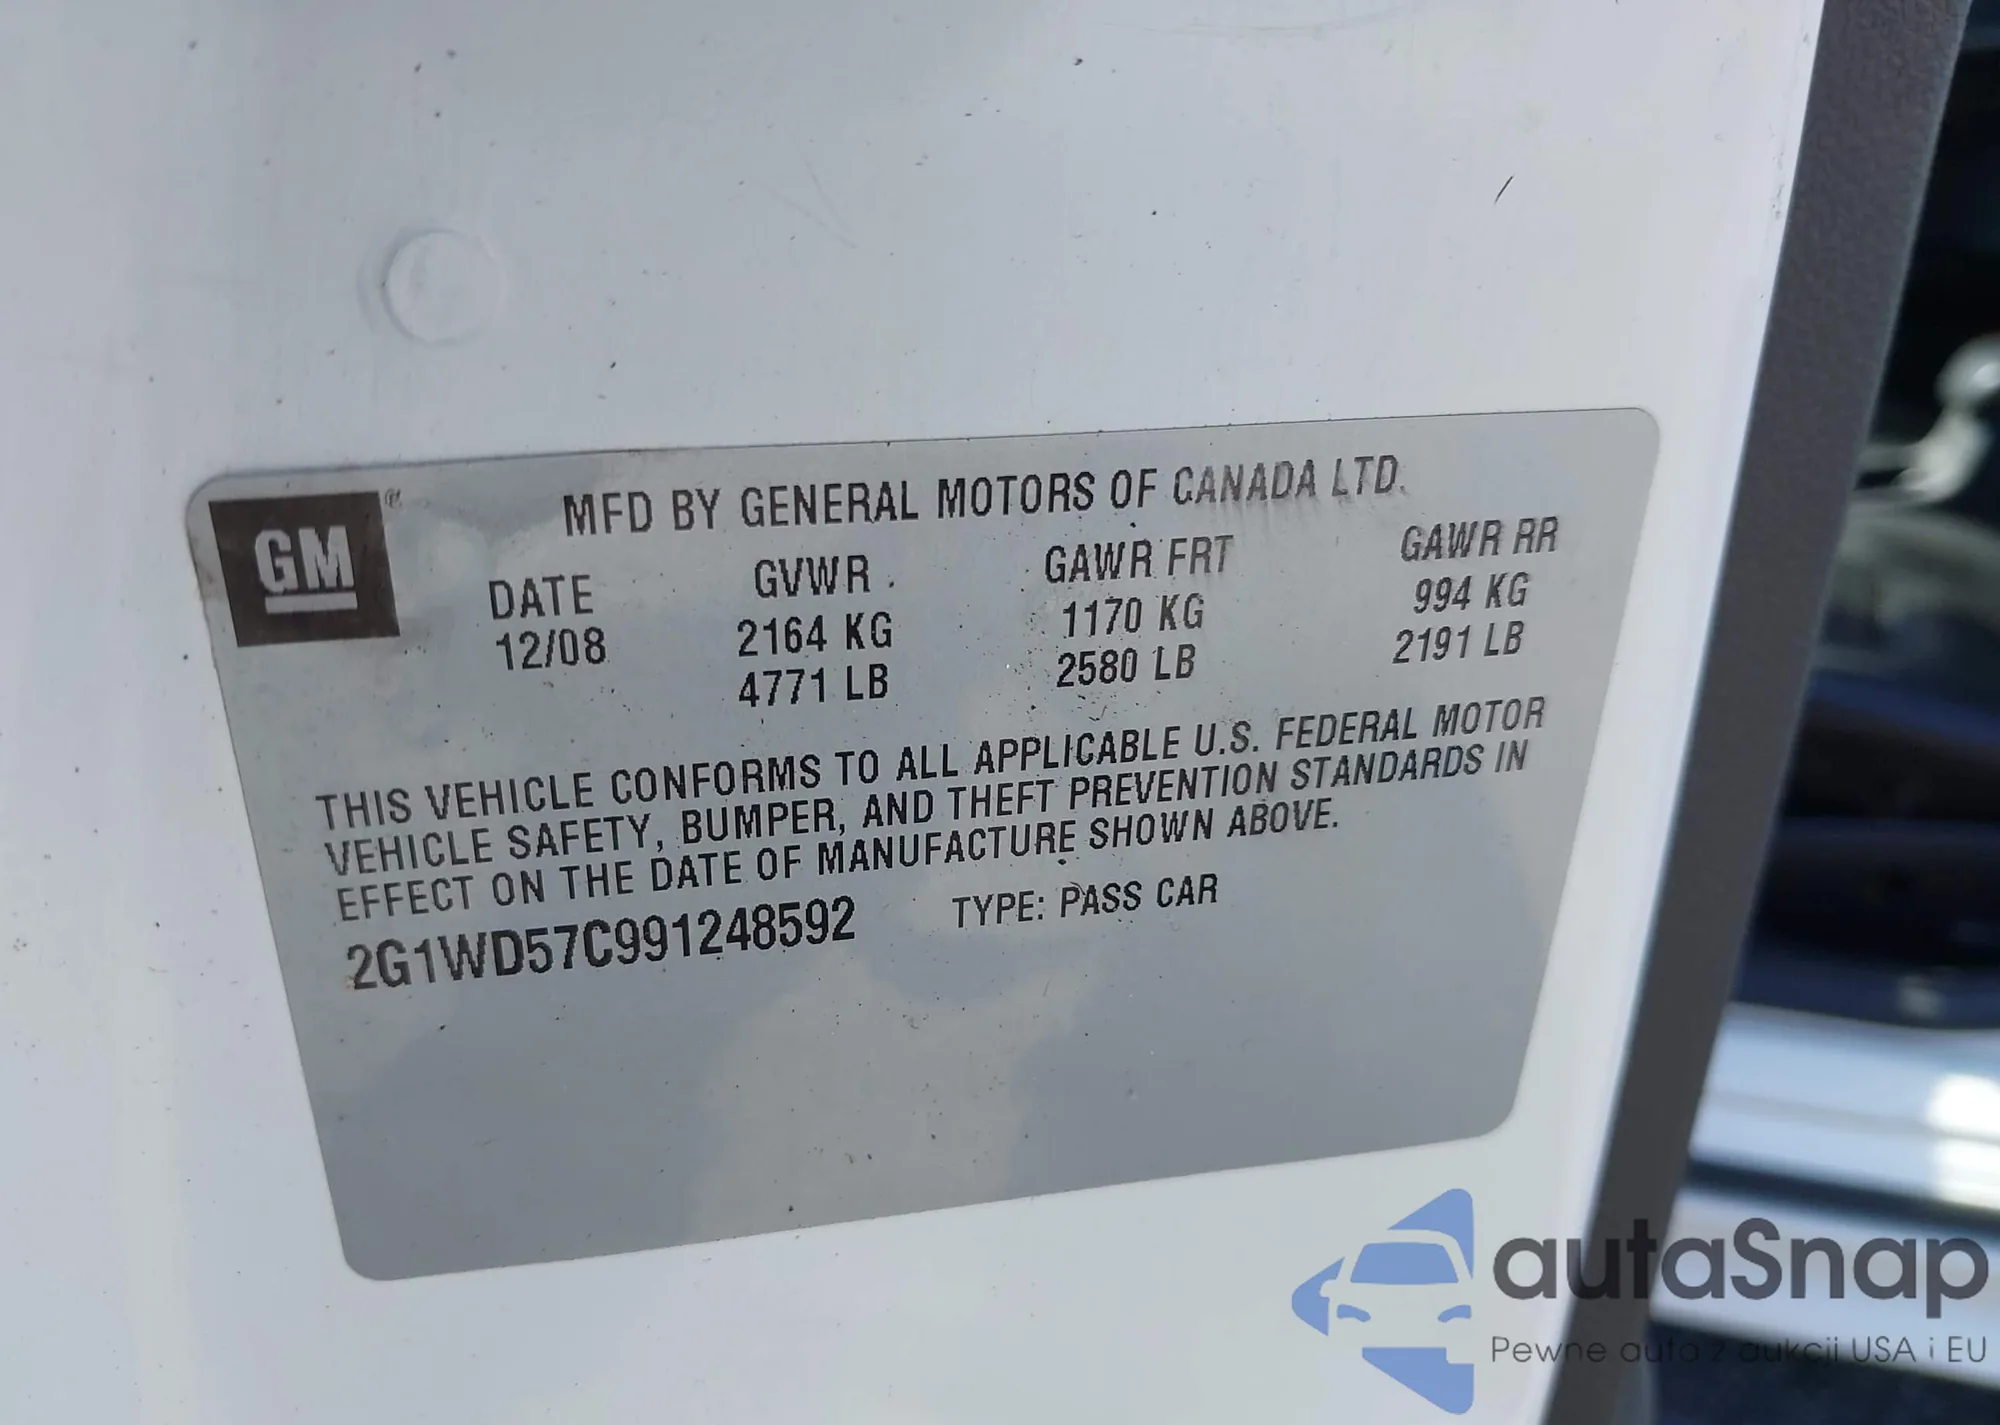 GM ®
MFD BY GENERAL MOTORS OF CANADA LTD.
DATE GVWR GAWR FRT GAWR RR
12/08 2164 KG 1170 KG 994 KG
4771 LB 2580 LB 2191 LB
THIS VEHICLE CONFORMS TO ALL APPLICABLE U.S. FEDERAL MOTOR
VEHICLE SAFETY, BUMPER, AND THEFT PREVENTION STANDARDS IN
EFFECT ON THE DATE OF MANUFACTURE SHOWN ABOVE.
2G1WD57C991248592 TYPE: PASS CAR
autaSnap
Pewne auta z aukcji USA i EU